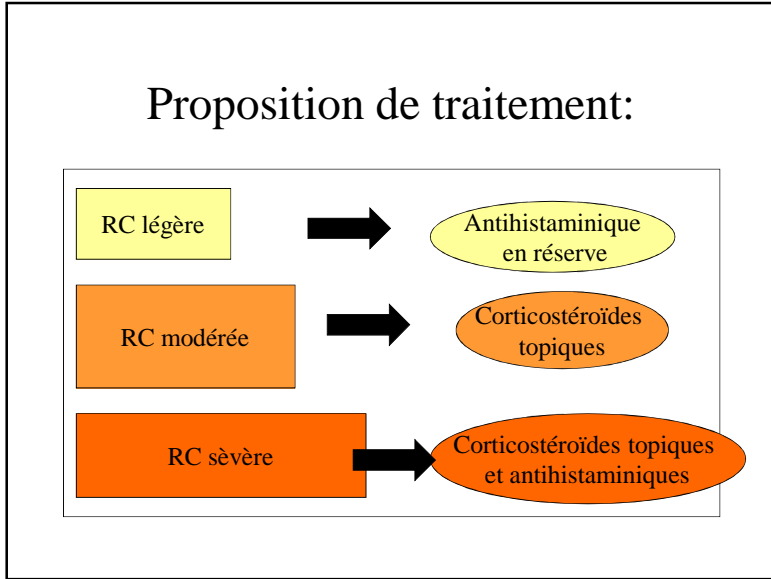 Proposition de traitement:
RC légère
Antihistaminique
en réserve
RC modérée
Corticostéroïdes
topiques
RC sèvère
Corticostéroïdes topiques
et antihistaminiques